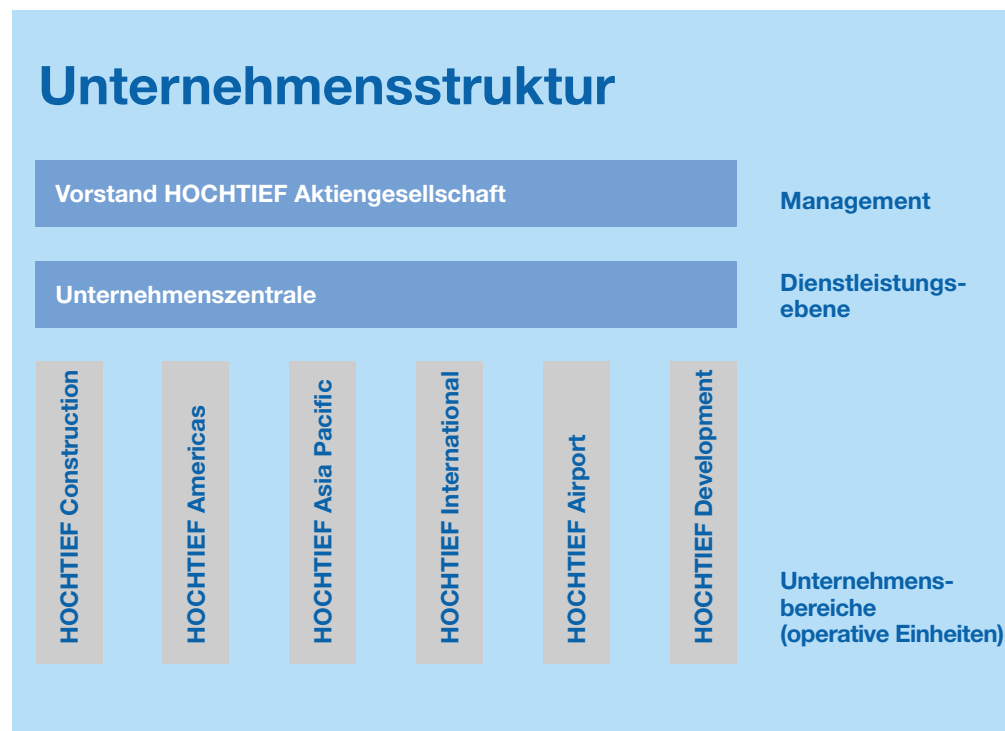 Unternehmensstruktur
Vorstand HOCHTIEF Aktiengesellschaft
Management
Unternehmenszentrale
Dienstleistungs-
ebene
HOCHTIEF Construction
HOCHTIEF Americas
HOCHTIEF Asia Pacific
HOCHTIEF International
HOCHTIEF Airport
HOCHTIEF Development
Unternehmens-
bereiche
(operative Einheiten)